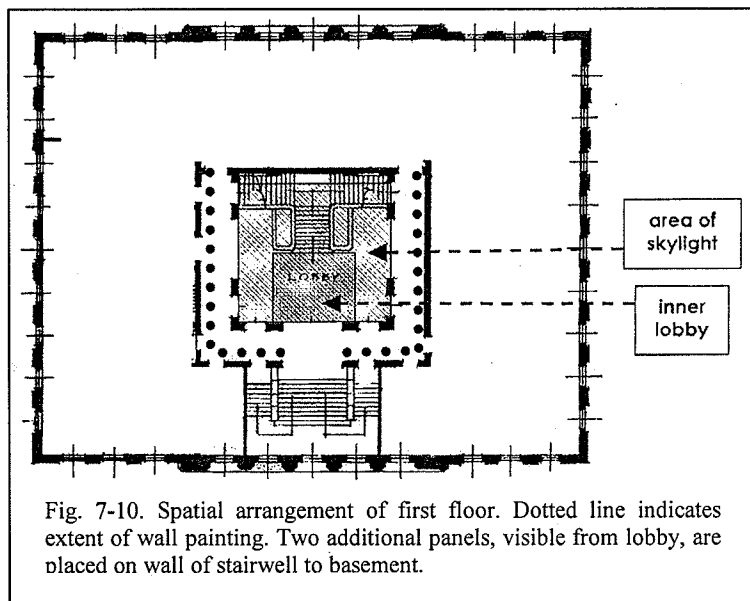 LOBBY
area of
skylight
inner
lobby
Fig. 7-10. Spatial arrangement of first floor. Dotted line indicates
extent of wall painting. Two additional panels, visible from lobby, are
placed on wall of stairwell to basement.